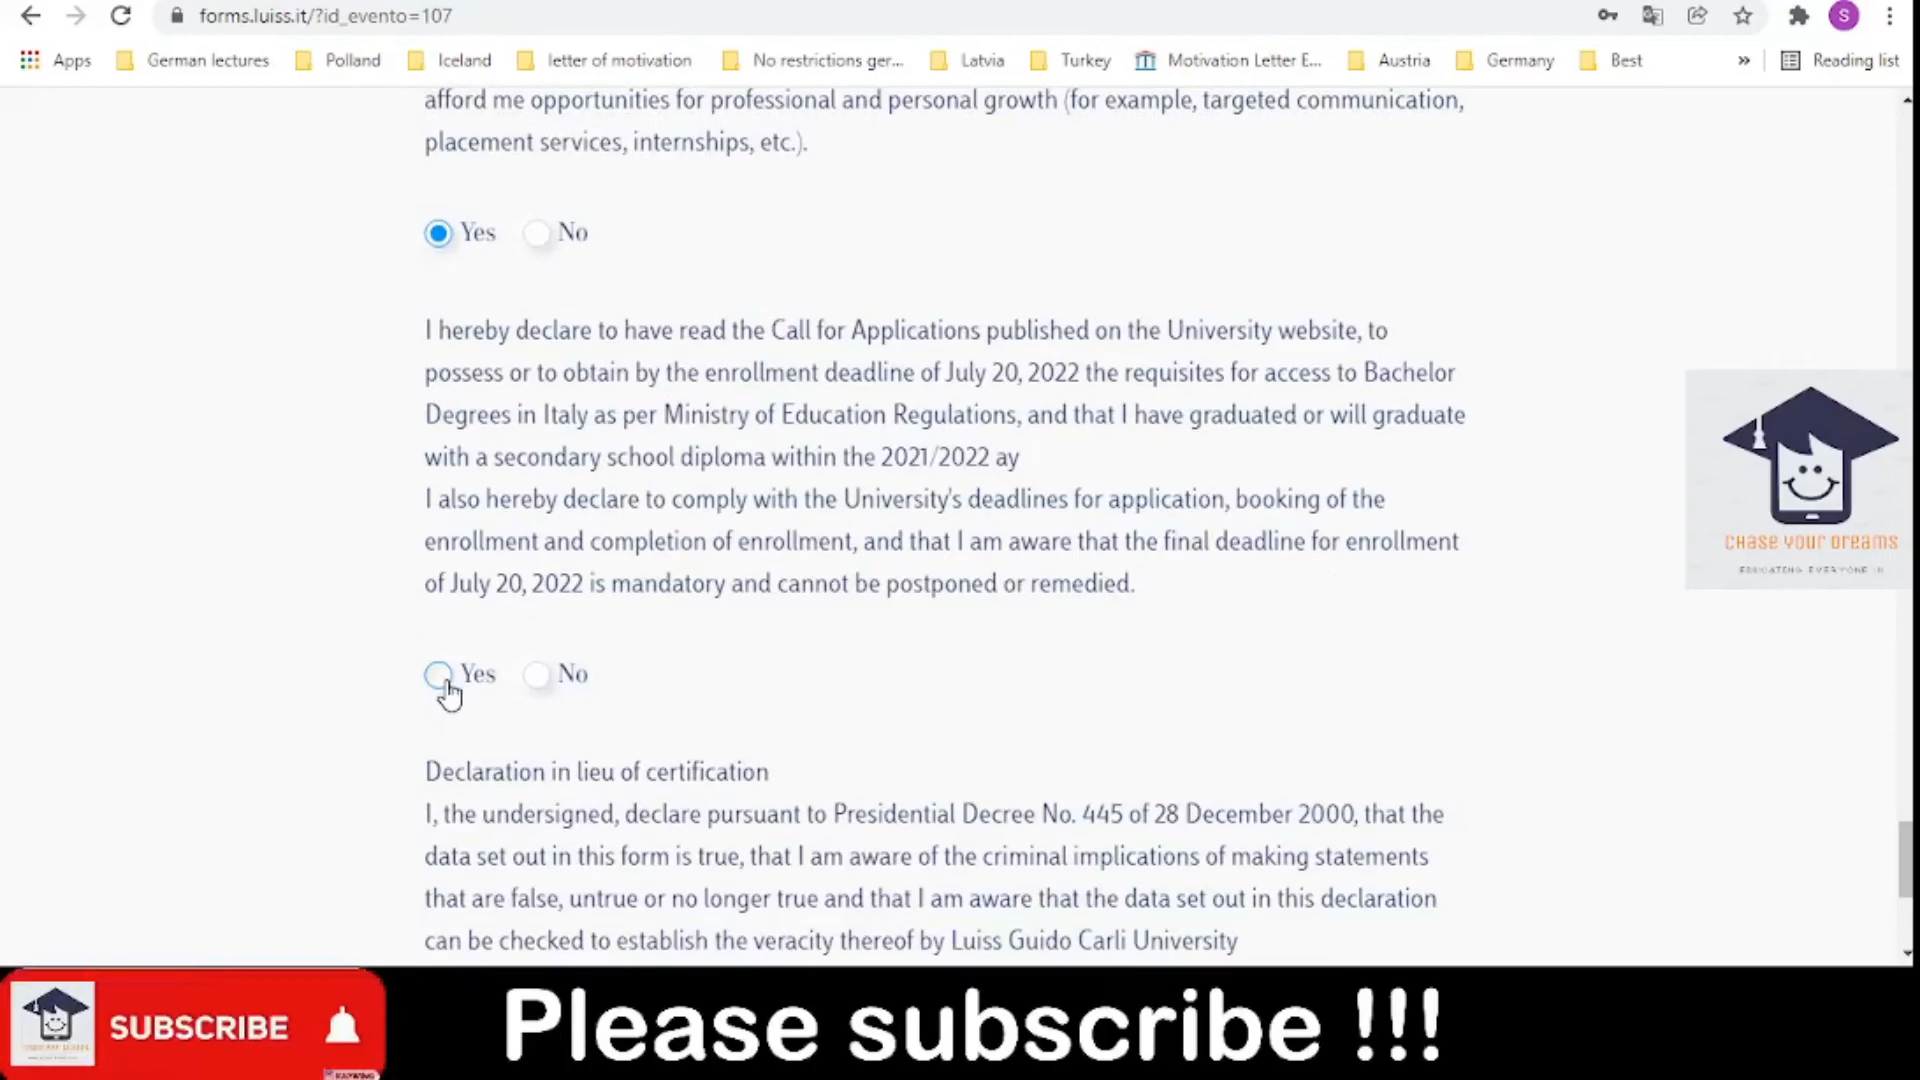 forms.luiss.it/?id_evento=107
S
Apps
German lectures
Polland
Iceland
letter of motivation
No restrictions ger...
Latvia
Turkey
Motivation Letter E...
Austria
Germany
Best
»
Reading list
afford me opportunities for professional and personal growth (for example, targeted communication,
placement services, internships, etc.).
Yes No
I hereby declare to have read the Call for Applications published on the University website, to
possess or to obtain by the enrollment deadline of July 20, 2022 the requisites for access to Bachelor
Degrees in Italy as per Ministry of Education Regulations, and that I have graduated or will graduate
with a secondary school diploma within the 2021/2022 ay
I also hereby declare to comply with the University's deadlines for application, booking of the
enrollment and completion of enrollment, and that I am aware that the final deadline for enrollment
of July 20, 2022 is mandatory and cannot be postponed or remedied.
CHASE YOUR DREAMS
EDUCATING EVERYONE
Yes No
Declaration in lieu of certification
I, the undersigned, declare pursuant to Presidential Decree No. 445 of 28 December 2000, that the
data set out in this form is true, that I am aware of the criminal implications of making statements
that are false, untrue or no longer true and that I am aware that the data set out in this declaration
can be checked to establish the veracity thereof by Luiss Guido Carli University
SUBSCRIBE
Please subscribe !!!